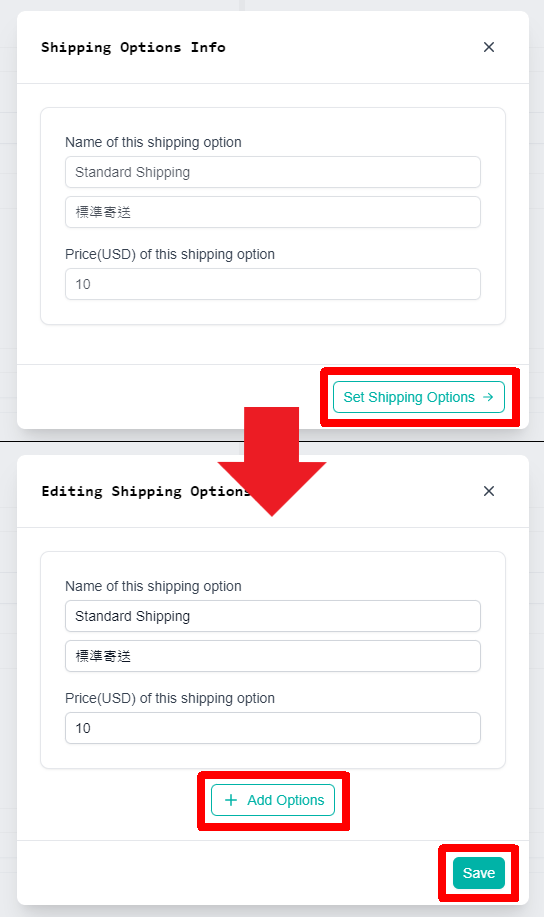 Shipping Options Info
Name of this shipping option
Standard Shipping
標準寄送
Price(USD) of this shipping option
10
Set Shipping Options
Editing Shipping Options
Name of this shipping option
Standard Shipping
標準寄送
Price(USD) of this shipping option
10
Add Options
Save